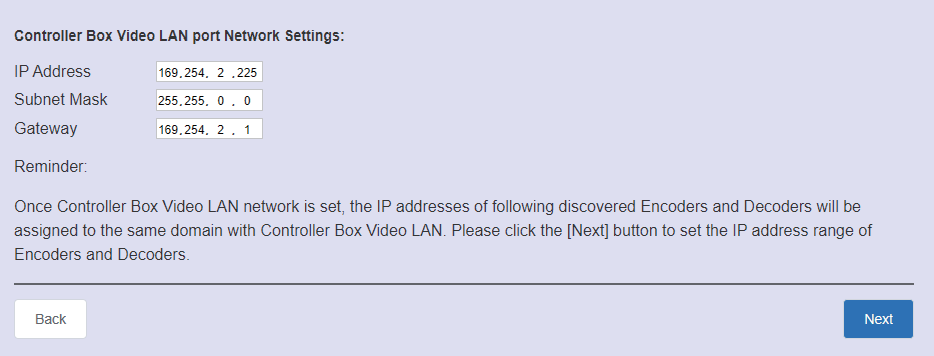 Controller Box Video LAN port Network Settings:
IP Address 169.254. 2 .225
Subnet Mask 255.255. 0 . 0
Gateway 169.254. 2 . 1
Reminder:
Once Controller Box Video LAN network is set, the IP addresses of following discovered Encoders and Decoders will be
assigned to the same domain with Controller Box Video LAN. Please click the [Next] button to set the IP address range of
Encoders and Decoders.
Back Next